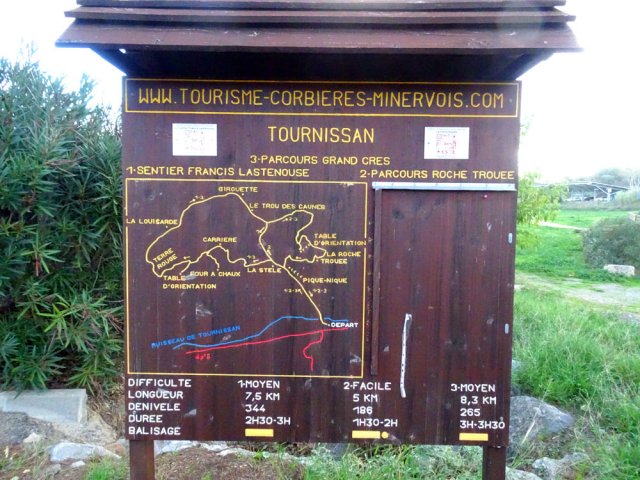 WWW.TOURISME-CORBIERES-MINERVOIS.COM
TOURNISSAN
3-PARCOURS GRAND CRES
1-SENTIER FRANCIS LASTENOUSE
2-PARCOURS ROCHE TROUEE
GIROUETTE
LE TROU DES CAUNES
LA LOUISARDE
CARRIERE
TABLE D'ORIENTATION
TERRE ROUGE
LA ROCHE TROUEE
FOUR A CHAUX
LA STELE
TABLE D'ORIENTATION
PIQUE-NIQUE
DEPART
RUISSEAU DE TOURNISSAN
DIFFICULTE 1-MOYEN 2-FACILE 3-MOYEN
LONGÜEUR 7,5 KM 5 KM 8,3 KM
DENIVELE 344 186 265
DUREE 2H30-3H 1H30-2H 3H-3H30
BALISAGE